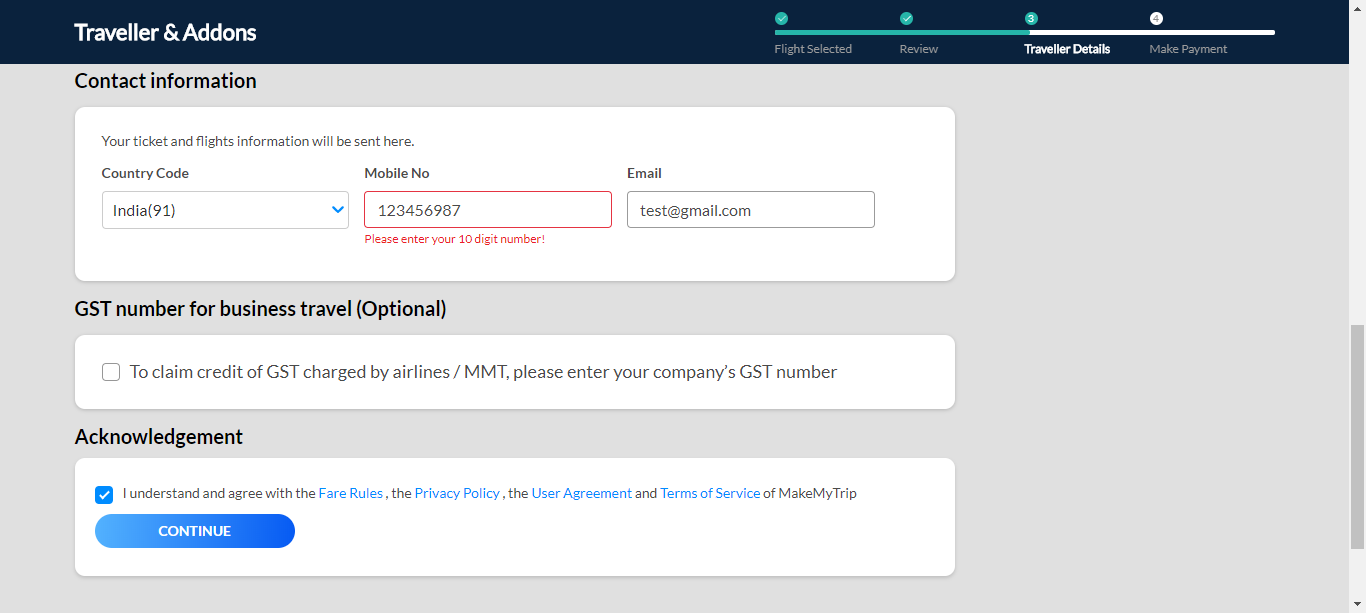 Traveller & Addons
3
4
Flight Selected
Review
Traveller Details
Make Payment
Contact information
Your ticket and flights information will be sent here.
Country Code
Mobile No
Email
India(91)
123456987
test@gmail.com
Please enter your 10 digit number!
GST number for business travel (Optional)
To claim credit of GST charged by airlines / MMT, please enter your company's GST number
Acknowledgement
I understand and agree with the Fare Rules , the Privacy Policy , the User Agreement and Terms of Service of MakeMyTrip
CONTINUE